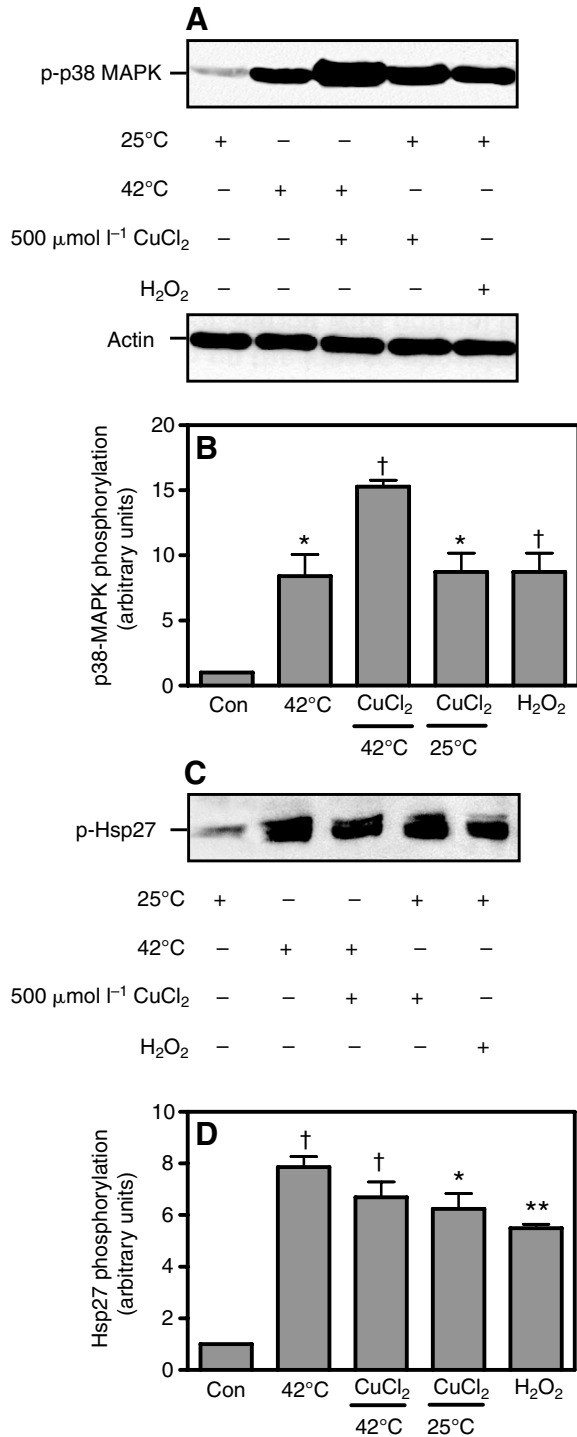 A
p-p38 MAPK
25°C + – – + +
42°C – + + – –
500 μmol l⁻¹ CuCl₂ – – + + –
H₂O₂ – – – – +
Actin
B
p38-MAPK phosphorylation
(arbitrary units)
20
15
10
5
0
* † * †
Con 42°C CuCl₂ CuCl₂ H₂O₂
42°C 25°C
C
p-Hsp27
25°C + – – + +
42°C – + + – –
500 μmol l⁻¹ CuCl₂ – – + + –
H₂O₂ – – – – +
D
Hsp27 phosphorylation
(arbitrary units)
10
8
6
4
2
0
† † * **
Con 42°C CuCl₂ CuCl₂ H₂O₂
42°C 25°C